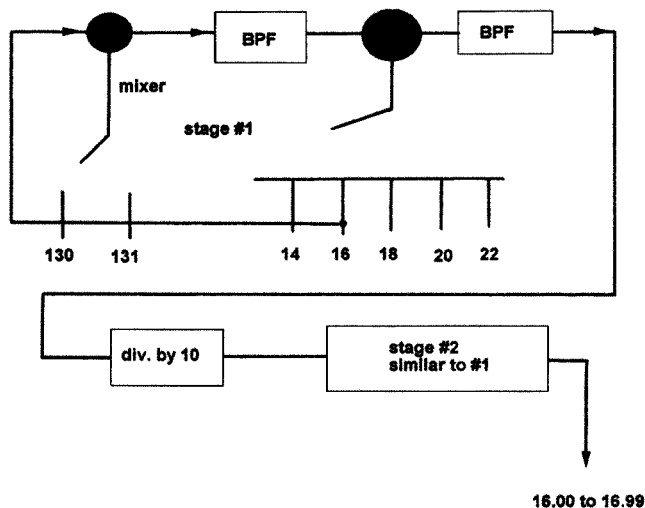 BPF
BPF
mixer
stage #1
130
131
14
16
18
20
22
div. by 10
stage #2
similar to #1
16.00 to 16.99